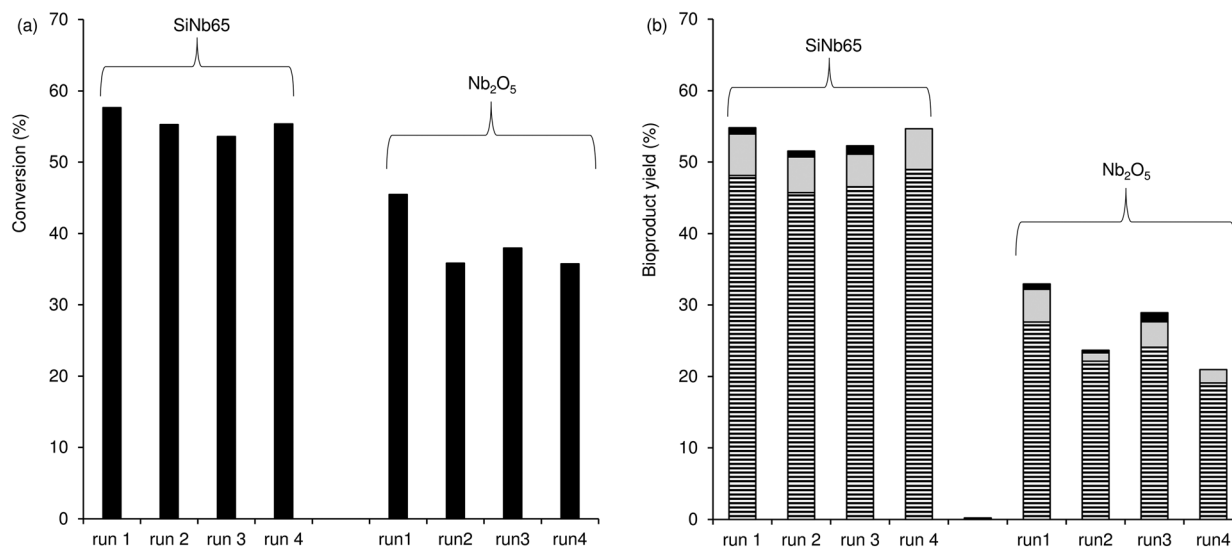 (a)
SiNb65
Nb₂O₅
Conversion (%)
70
60
50
40
30
20
10
0
run 1 run 2 run 3 run 4 run1 run2 run3 run4
(b)
SiNb65
Nb₂O₅
Bioproduct yield (%)
70
60
50
40
30
20
10
0
run 1 run 2 run 3 run 4 run1 run2 run3 run4